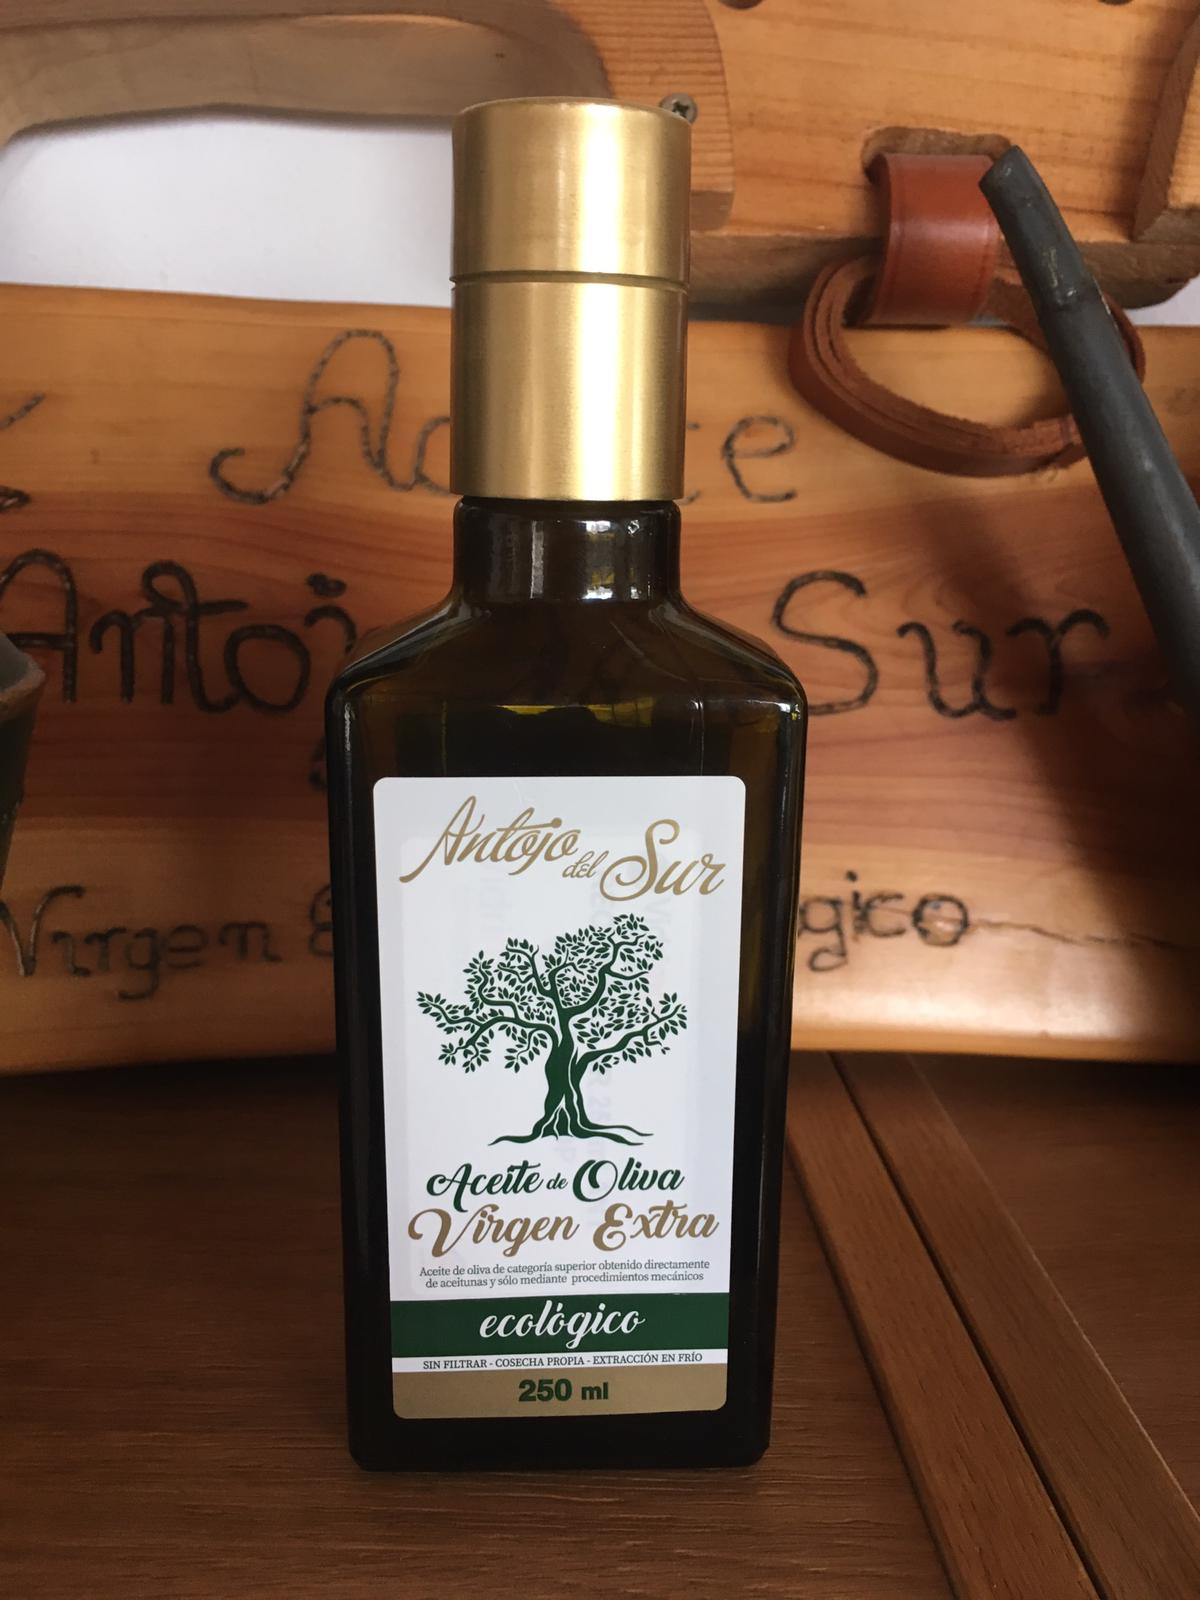 Antojo del Sur
Aceite de Oliva
Virgen Extra
Aceite de oliva de categoría superior obtenido directamente
de aceitunas y sólo mediante procedimientos mecánicos
ecológico
SIN FILTRAR - COSECHA PROPIA - EXTRACCIÓN EN FRÍO
250 ml
Sur
Virgen